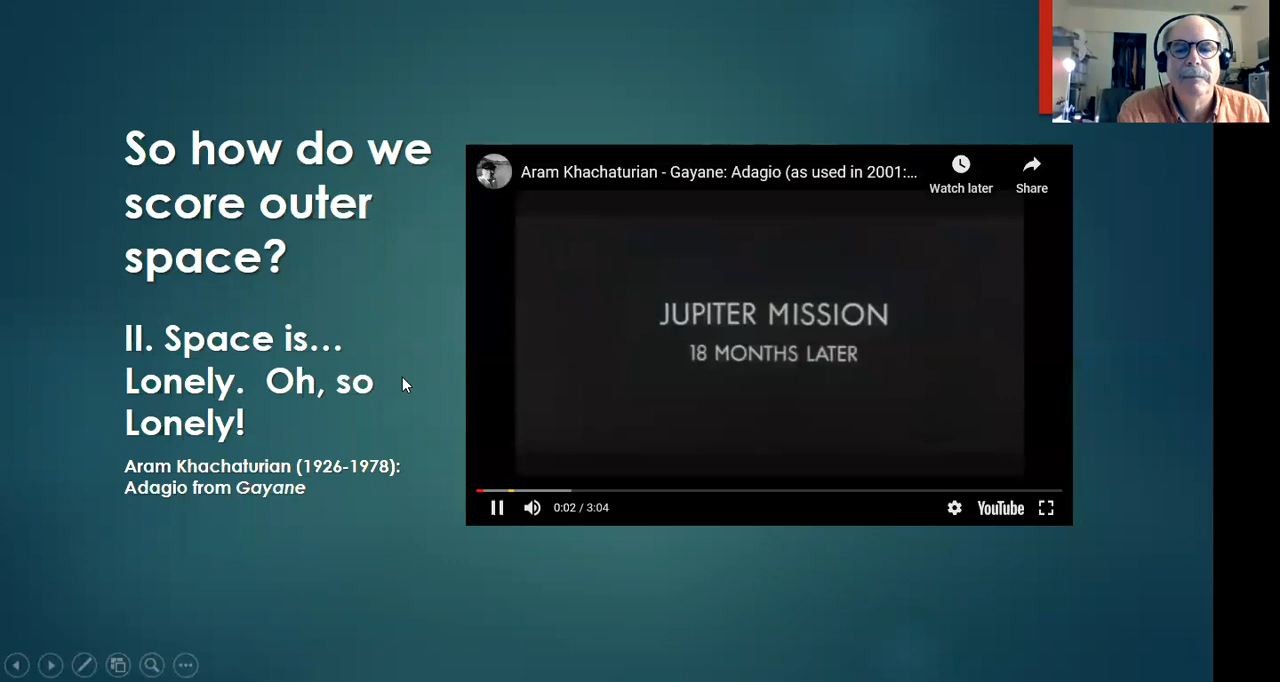 So how do we
score outer
space?
II. Space is...
Lonely.  Oh, so
Lonely!
Aram Khachaturian (1926-1978):
Adagio from Gayane
Aram Khachaturian - Gayane: Adagio (as used in 2001:...
Watch later
Share
JUPITER MISSION
18 MONTHS LATER
0:02 / 3:04
YouTube